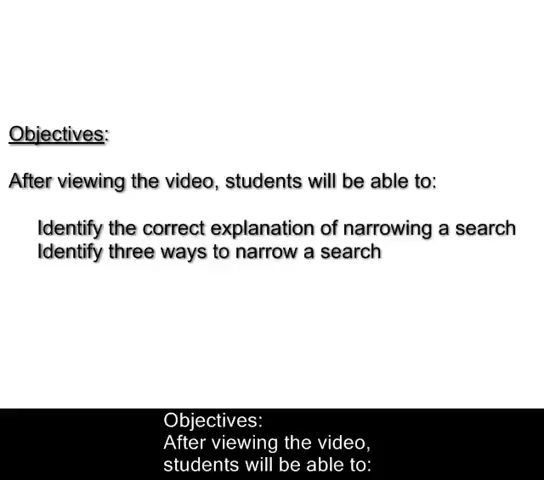 Objectives:
After viewing the video, students will be able to:
Identify the correct explanation of narrowing a search
Identify three ways to narrow a search
Objectives:
After viewing the video,
students will be able to: